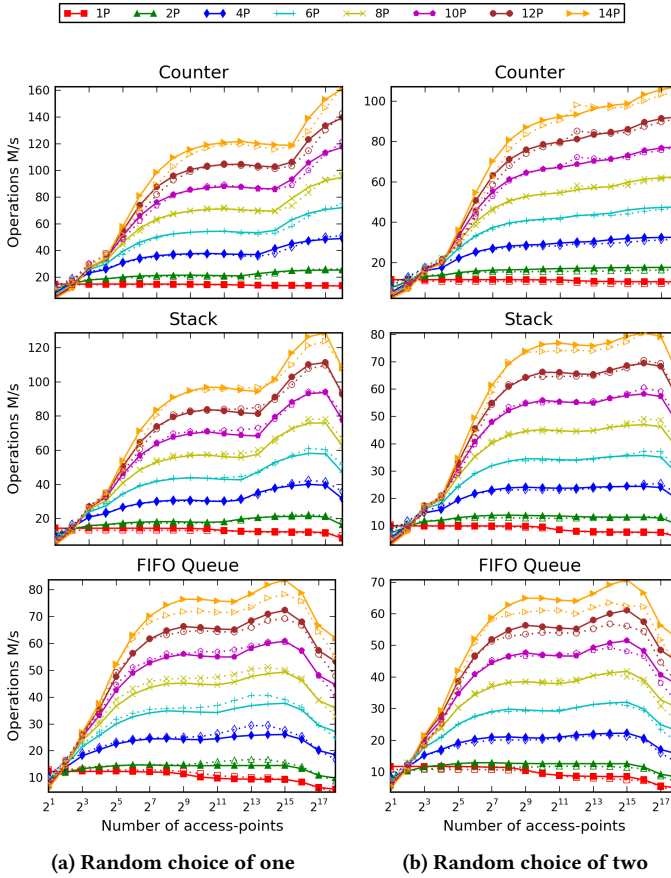 1P 2P 4P 6P 8P 10P 12P 14P
Counter
Counter
Operations M/s
160
140
120
100
80
60
40
20
100
80
60
40
20
Stack
Stack
Operations M/s
120
100
80
60
40
20
80
70
60
50
40
30
20
10
FIFO Queue
FIFO Queue
Operations M/s
80
70
60
50
40
30
20
10
70
60
50
40
30
20
10
2^1 2^3 2^5 2^7 2^9 2^11 2^13 2^15 2^17
2^1 2^3 2^5 2^7 2^9 2^11 2^13 2^15 2^17
Number of access-points
Number of access-points
(a) Random choice of one
(b) Random choice of two